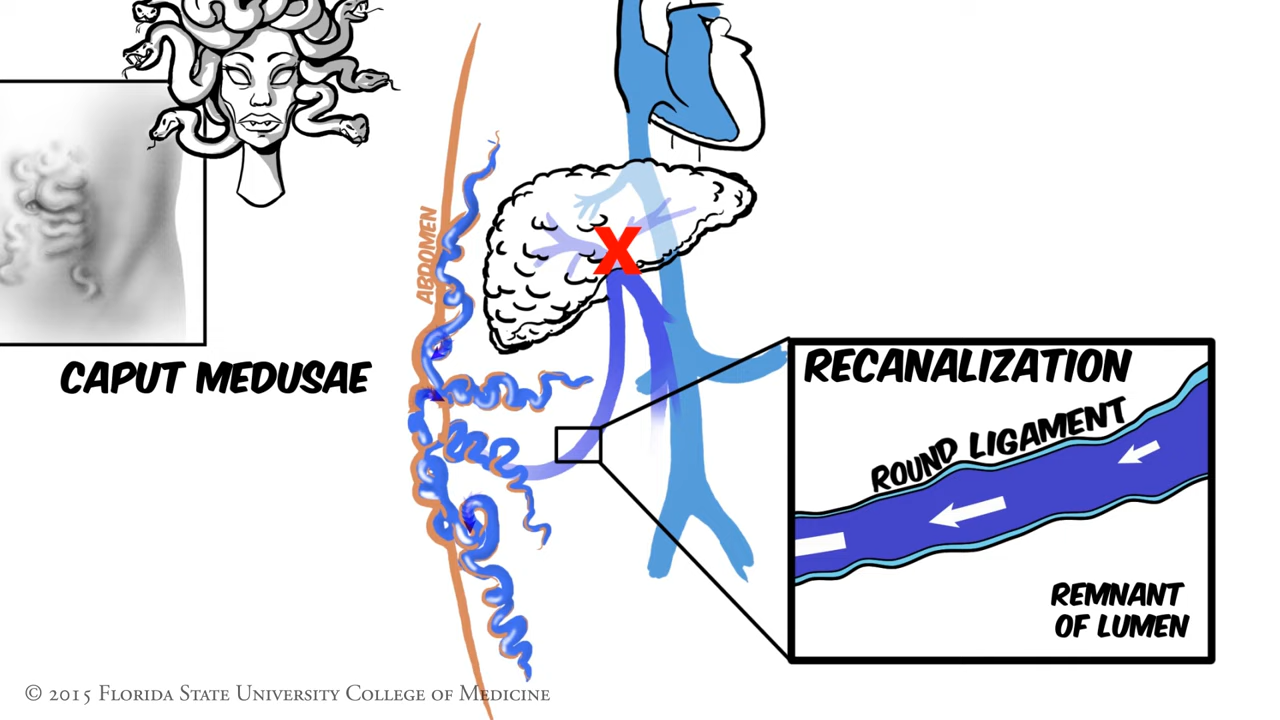 ABDOMEN
CAPUT MEDUSAE
X
RECANALIZATION
ROUND LIGAMENT
REMNANT
OF LUMEN
© 2015 Florida State University College of Medicine